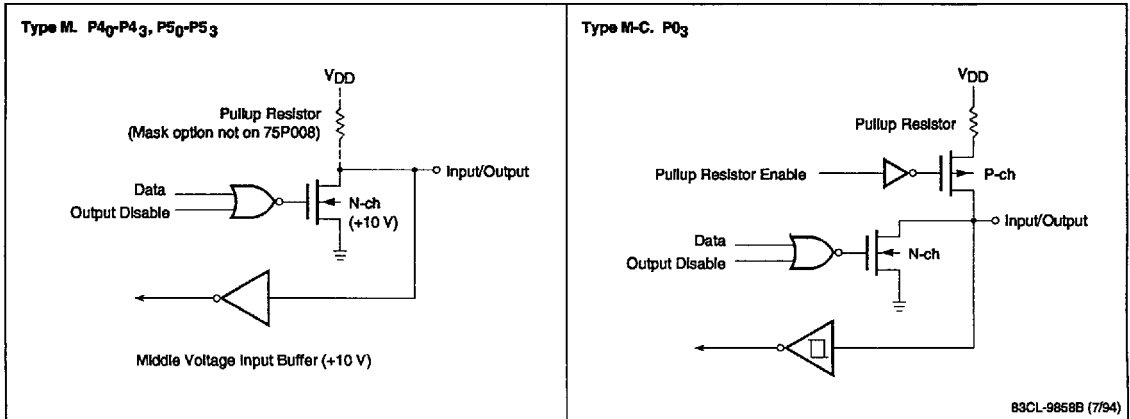 Type M. P4₀-P4₃, P5₀-P5₃
VDD
Pullup Resistor
(Mask option not on 75P008)
Input/Output
Data
Output Disable
N-ch
(+10 V)
Middle Voltage Input Buffer (+10 V)
Type M-C. P0₃
VDD
Pullup Resistor
Pullup Resistor Enable
P-ch
Input/Output
Data
Output Disable
N-ch
83CL-9858B (7/94)